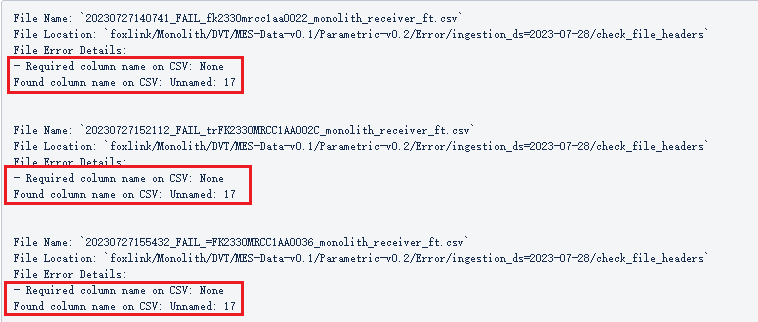 File Name: `20230727140741_FAIL_fk2330mrcc1aa0022_monolith_receiver_ft.csv`
File Location: `foxlink/Monolith/DVT/MES-Data-v0.1/Parametric-v0.2/Error/ingestion_ds=2023-07-28/check_file_headers`
File Error Details:
- Required column name on CSV: None
Found column name on CSV: Unnamed: 17
File Name: `20230727152112_FAIL_trFK2330MRCC1AA002C_monolith_receiver_ft.csv`
File Location: `foxlink/Monolith/DVT/MES-Data-v0.1/Parametric-v0.2/Error/ingestion_ds=2023-07-28/check_file_headers`
File Error Details:
- Required column name on CSV: None
Found column name on CSV: Unnamed: 17
File Name: `20230727155432_FAIL_=FK2330MRCC1AA0036_monolith_receiver_ft.csv`
File Location: `foxlink/Monolith/DVT/MES-Data-v0.1/Parametric-v0.2/Error/ingestion_ds=2023-07-28/check_file_headers`
File Error Details:
- Required column name on CSV: None
Found column name on CSV: Unnamed: 17